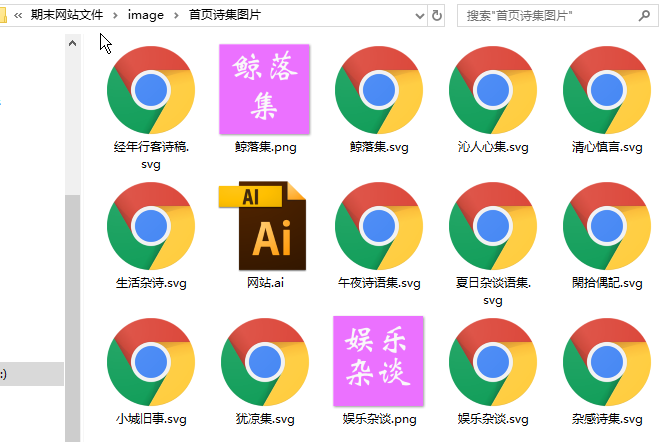 期末网站文件 image 首页诗集图片
搜索"首页诗集图片"
鲸落
集
经年行客诗稿.
svg
鲸落集.png
鲸落集.svg
沁人心集.svg
清心慎言.svg
AI
Ai
生活杂诗.svg
网站.ai
午夜诗语集.svg
夏日杂谈语集.
svg
閑拾偶記.svg
:)
娱乐
杂谈
小城旧事.svg
犹凉集.svg
娱乐杂谈.png
娱乐杂谈.svg
杂感诗集.svg